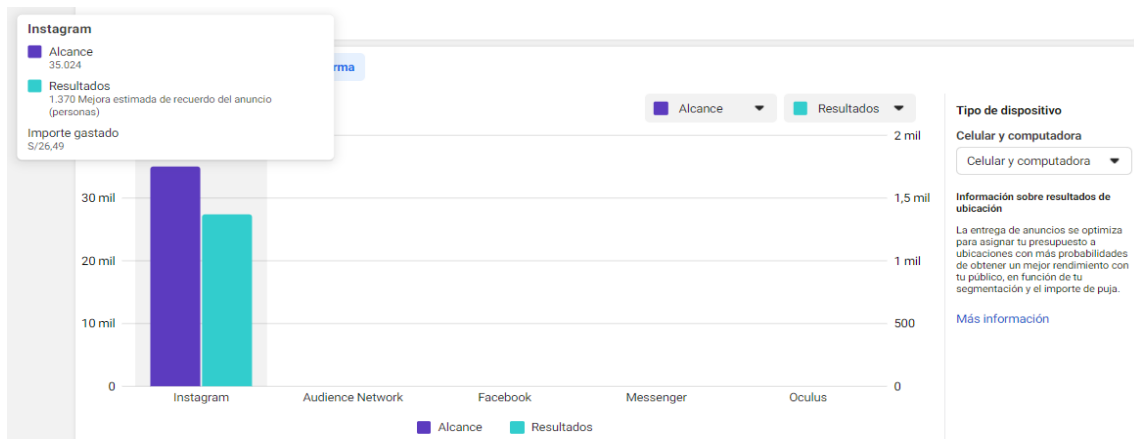 Instagram
Alcance
35.024
Resultados
1.370 Mejora estimada de recuerdo del anuncio
(personas)
Importe gastado
S/26,49
rma
Alcance
Resultados
2 mil
30 mil
1,5 mil
20 mil
1 mil
10 mil
500
0
0
Instagram
Audience Network
Facebook
Messenger
Oculus
Alcance
Resultados
Tipo de dispositivo
Celular y computadora
Celular y computadora
Información sobre resultados de
ubicación
La entrega de anuncios se optimiza
para asignar tu presupuesto a
ubicaciones con más probabilidades
de obtener un mejor rendimiento con
tu público, en función de tu
segmentación y el importe de puja.
Más información